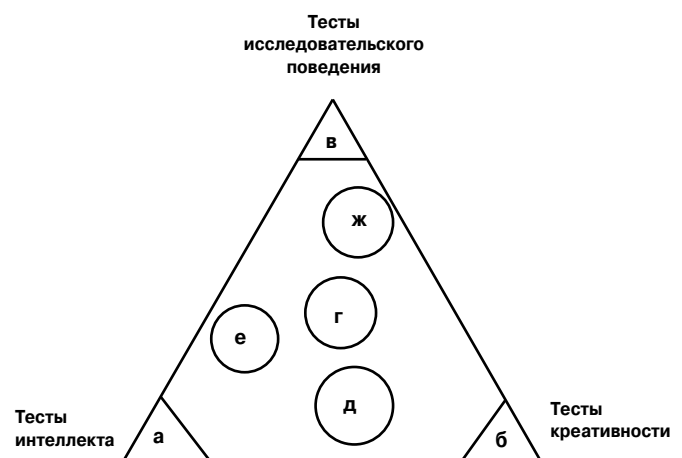 Тесты
исследовательского
поведения
в
ж
г
е
д
Тесты
интеллекта
а
б
Тесты
креативности